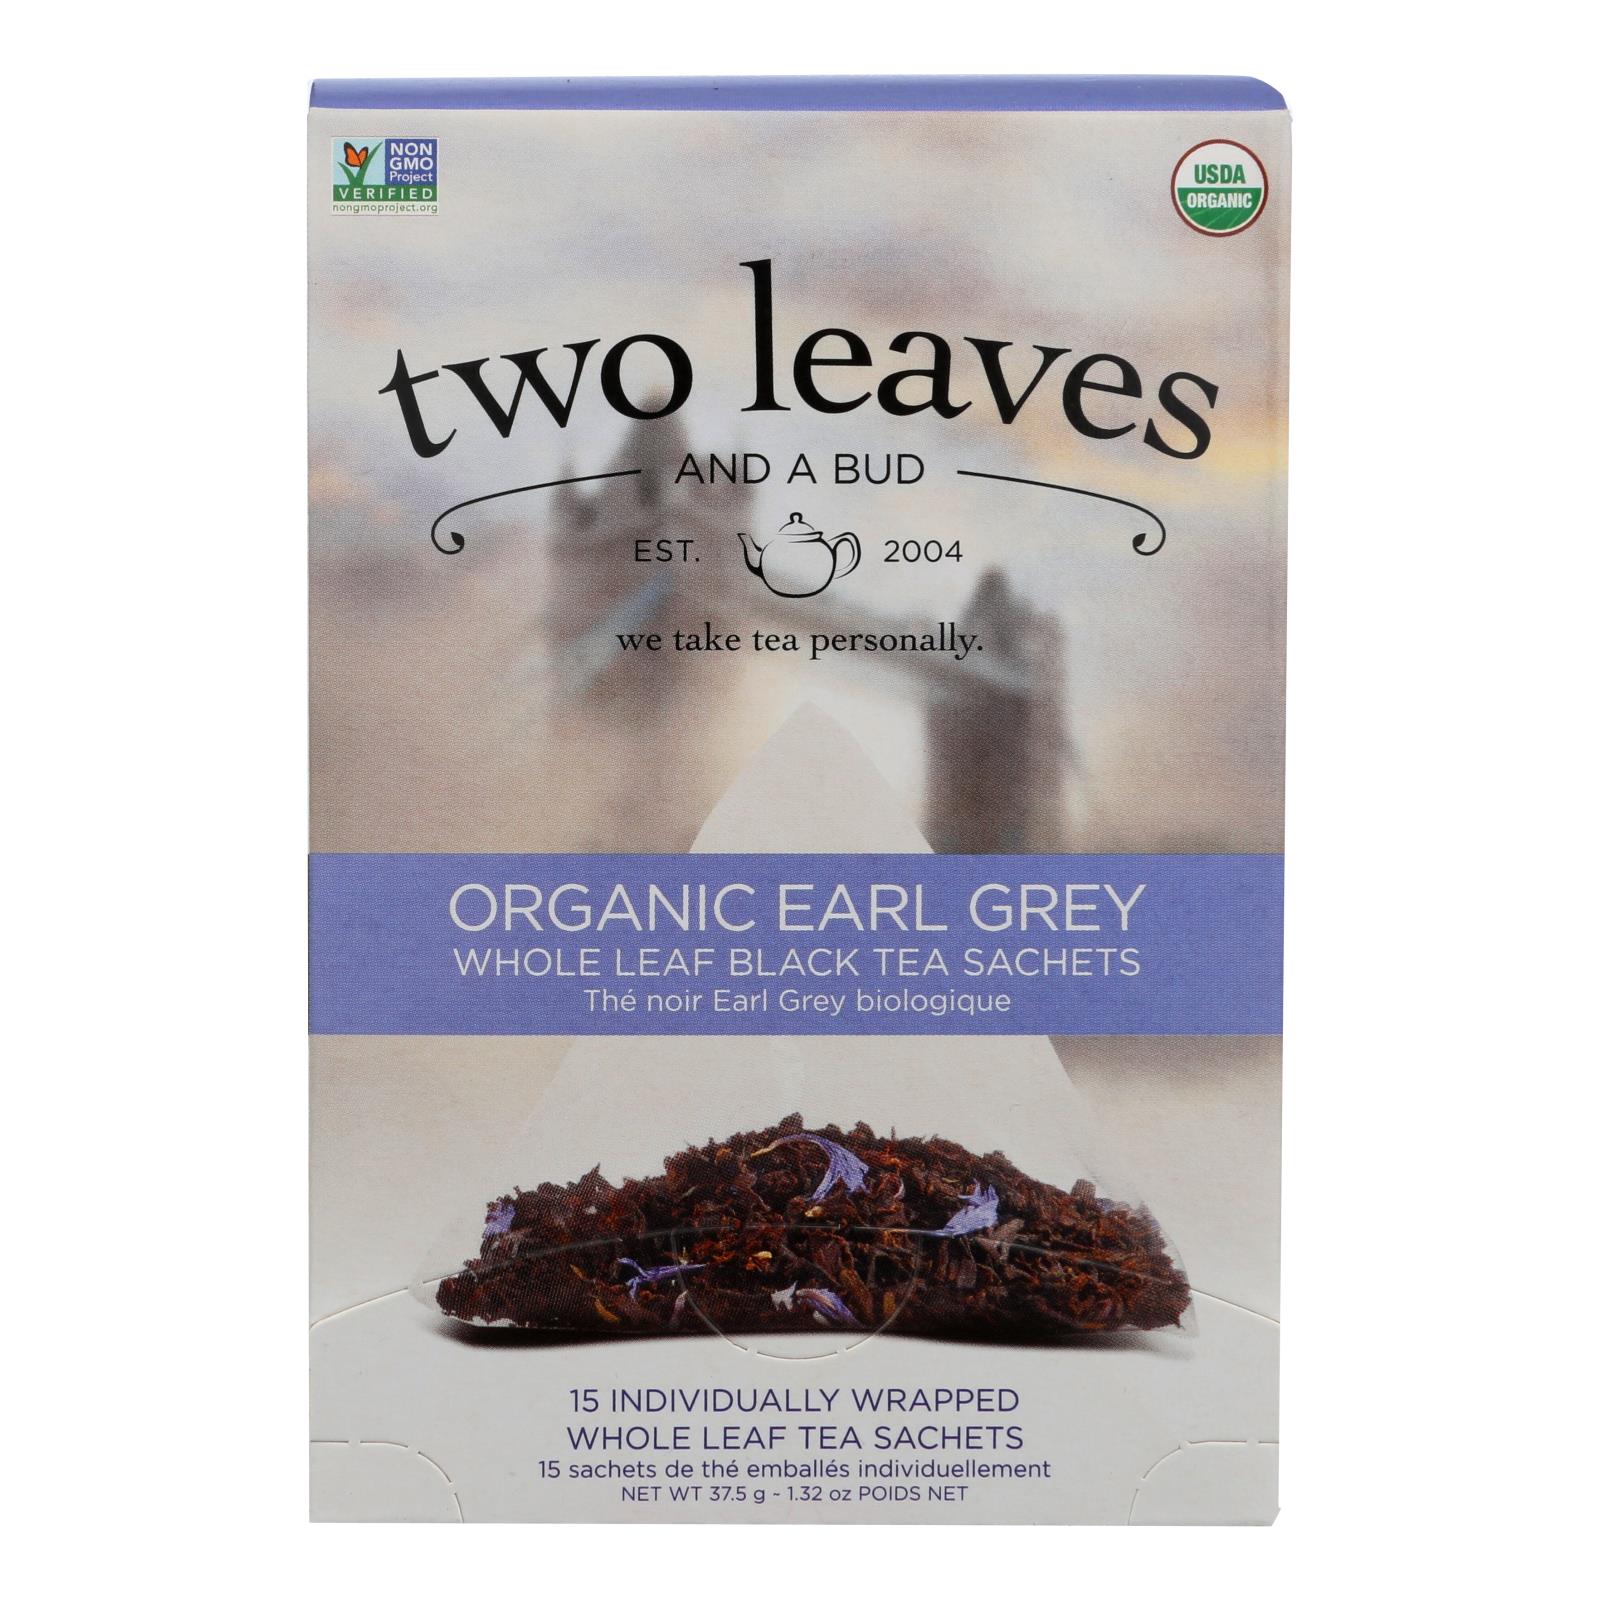 NON
GMO
Project
VERIFIED
nongmoproject.org
USDA
ORGANIC
two leaves
AND A BUD
EST. 2004
we take tea personally.
ORGANIC EARL GREY
WHOLE LEAF BLACK TEA SACHETS
Thé noir Earl Grey biologique
15 INDIVIDUALLY WRAPPED
WHOLE LEAF TEA SACHETS
15 sachets de thé emballés individuellement
NET WT 37.5 g ~ 1.32 oz POIDS NET